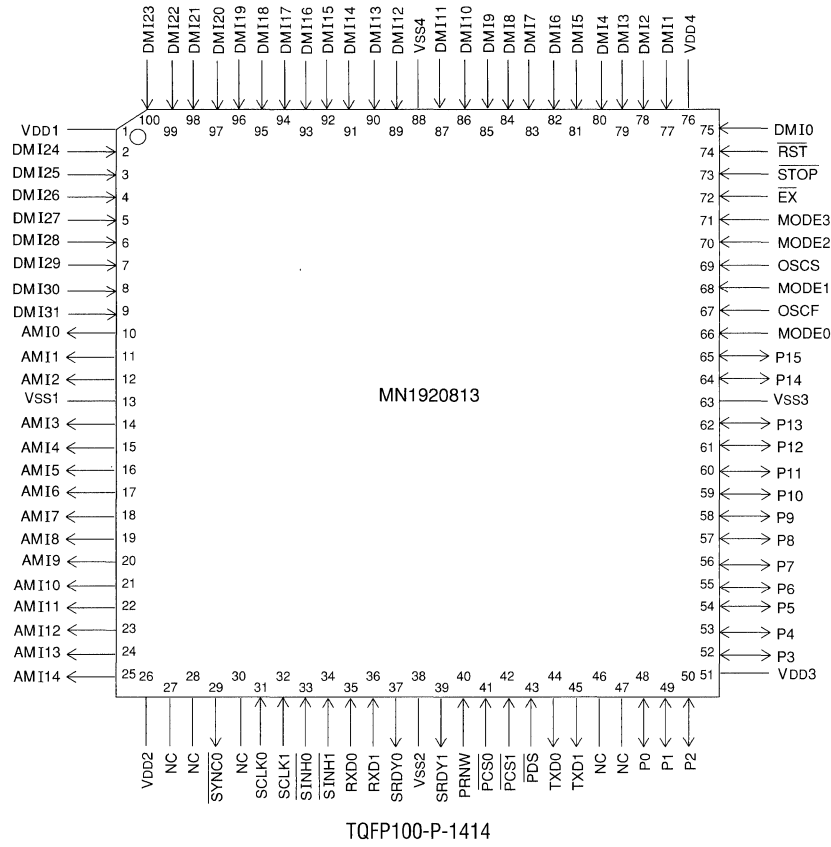 DMI23 DMI22 DMI21 DMI20 DMI19 DMI18 DMI17 DMI16 DMI15 DMI14 DMI13 DMI12 VSS4 DMI11 DMI10 DMI9 DMI8 DMI7 DMI6 DMI5 DMI4 DMI3 DMI2 DMI1 VDD4
100 99 98 97 96 95 94 93 92 91 90 89 88 87 86 85 84 83 82 81 80 79 78 77 76
VDD1 1 75 DMI0
DMI24 2 74 RST
DMI25 3 73 STOP
DMI26 4 72 EX
DMI27 5 71 MODE3
DMI28 6 70 MODE2
DMI29 7 69 OSCS
DMI30 8 68 MODE1
DMI31 9 67 OSCF
AMI0 10 66 MODE0
AMI1 11 65 P15
AMI2 12 64 P14
VSS1 13 MN1920813 63 VSS3
AMI3 14 62 P13
AMI4 15 61 P12
AMI5 16 60 P11
AMI6 17 59 P10
AMI7 18 58 P9
AMI8 19 57 P8
AMI9 20 56 P7
AMI10 21 55 P6
AMI11 22 54 P5
AMI12 23 53 P4
AMI13 24 52 P3
AMI14 25 51 VDD3
26 27 28 29 30 31 32 33 34 35 36 37 38 39 40 41 42 43 44 45 46 47 48 49 50
VDD2 NC NC SYNC0 NC SCLK0 SCLK1 SINH0 SINH1 RXD0 RXD1 SRDY0 VSS2 SRDY1 PRNW PCS0 PCS1 PDS TXD0 TXD1 NC NC P0 P1 P2
TQFP100-P-1414